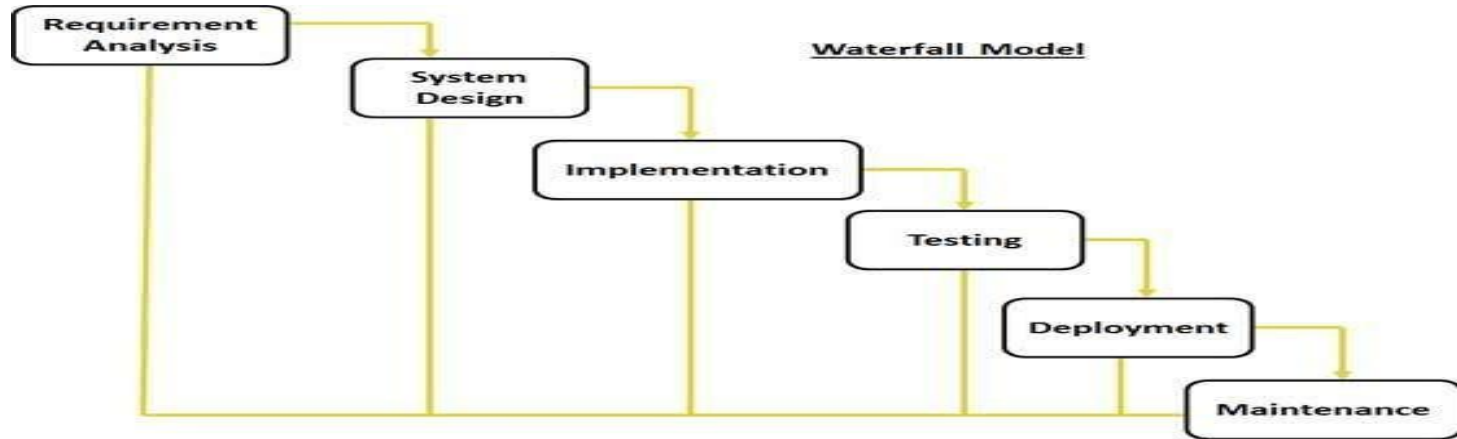 Requirement
Analysis
Waterfall Model
System
Design
Implementation
Testing
Deployment
Maintenance